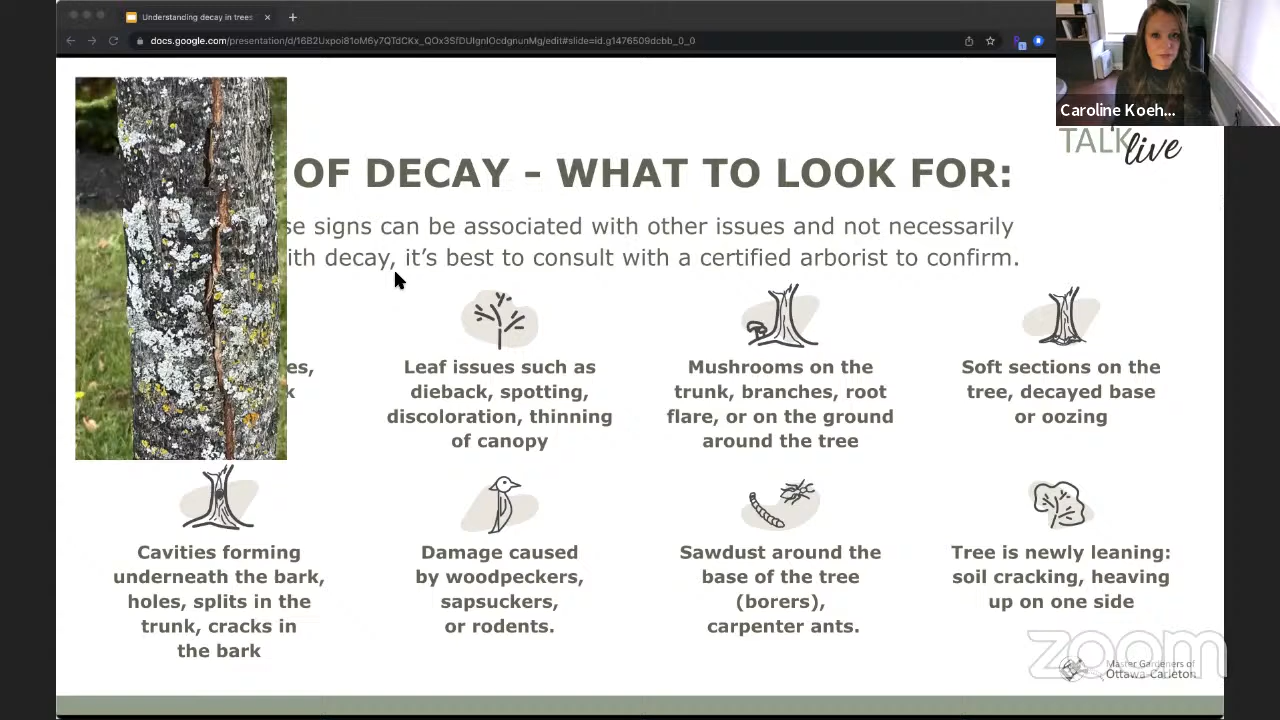 Understanding decay in trees
docs.google.com/presentation/d/16B2Uxpoi81oM6y7QTdCKx_QOx3SfDUIgnlOcdgnunMg/edit#slide=id.g1476509dcbb_0_0
Caroline Koeh...
TALK live
OF DECAY - WHAT TO LOOK FOR:
se signs can be associated with other issues and not necessarily
ith decay, it's best to consult with a certified arborist to confirm.
es,
k
Leaf issues such as
dieback, spotting,
discoloration, thinning
of canopy
Mushrooms on the
trunk, branches, root
flare, or on the ground
around the tree
Soft sections on the
tree, decayed base
or oozing
Cavities forming
underneath the bark,
holes, splits in the
trunk, cracks in
the bark
Damage caused
by woodpeckers,
sapsuckers,
or rodents.
Sawdust around the
base of the tree
(borers),
carpenter ants.
Tree is newly leaning:
soil cracking, heaving
up on one side
zoom
Master Gardeners of
Ottawa-Carleton